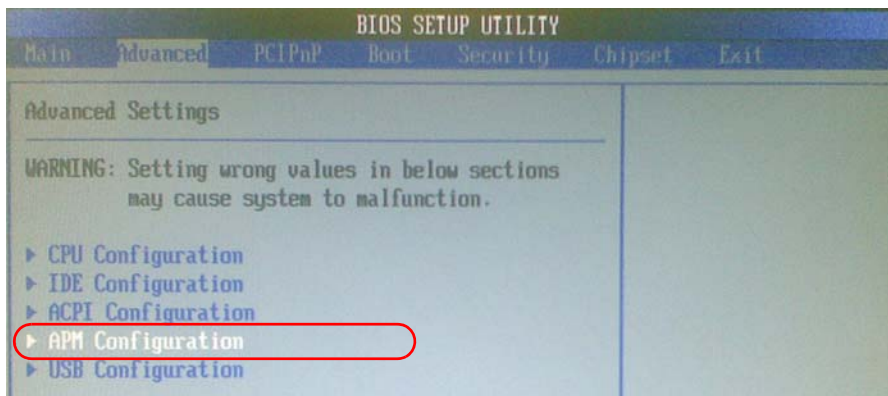 BIOS SETUP UTILITY
Main Advanced PCIPnP Boot Security Chipset Exit
Advanced Settings
WARNING: Setting wrong values in below sections
may cause system to malfunction.
▶ CPU Configuration
▶ IDE Configuration
▶ ACPI Configuration
▶ APM Configuration
▶ USB Configuration